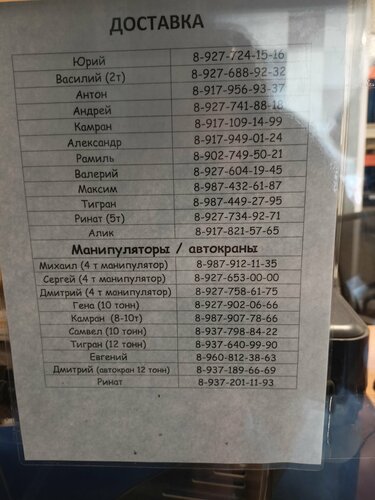 ДОСТАВКА
Юрий 8-927-724-15-16
Василий (2т) 8-927-688-92-32
Антон 8-917-956-93-37
Андрей 8-927-741-88-18
Камран 8-917-109-14-99
Александр 8-917-949-01-24
Рамиль 8-902-749-50-21
Валерий 8-927-604-19-45
Максим 8-987-432-61-87
Тигран 8-987-449-27-95
Ринат (5т) 8-927-734-92-71
Алик 8-917-821-57-65
Манипуляторы / автокраны
Михаил (4 т манипулятор) 8-987-912-11-35
Сергей (4 т манипулятор) 8-927-653-00-00
Дмитрий (4 т манипулятор) 8-927-758-61-75
Гена (10 тонн) 8-927-902-06-66
Камран (8-10т) 8-987-907-78-66
Самвел (10 тонн) 8-937-798-84-22
Тигран (12 тонн) 8-937-640-99-90
Евгений 8-960-812-38-63
Дмитрий (автокран 12 тонн) 8-937-189-66-69
Ринат 8-937-201-11-93